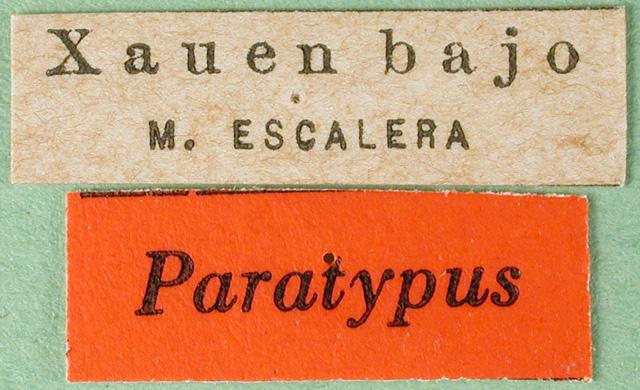 Xauen bajo
M. ESCALERA
Paratypus